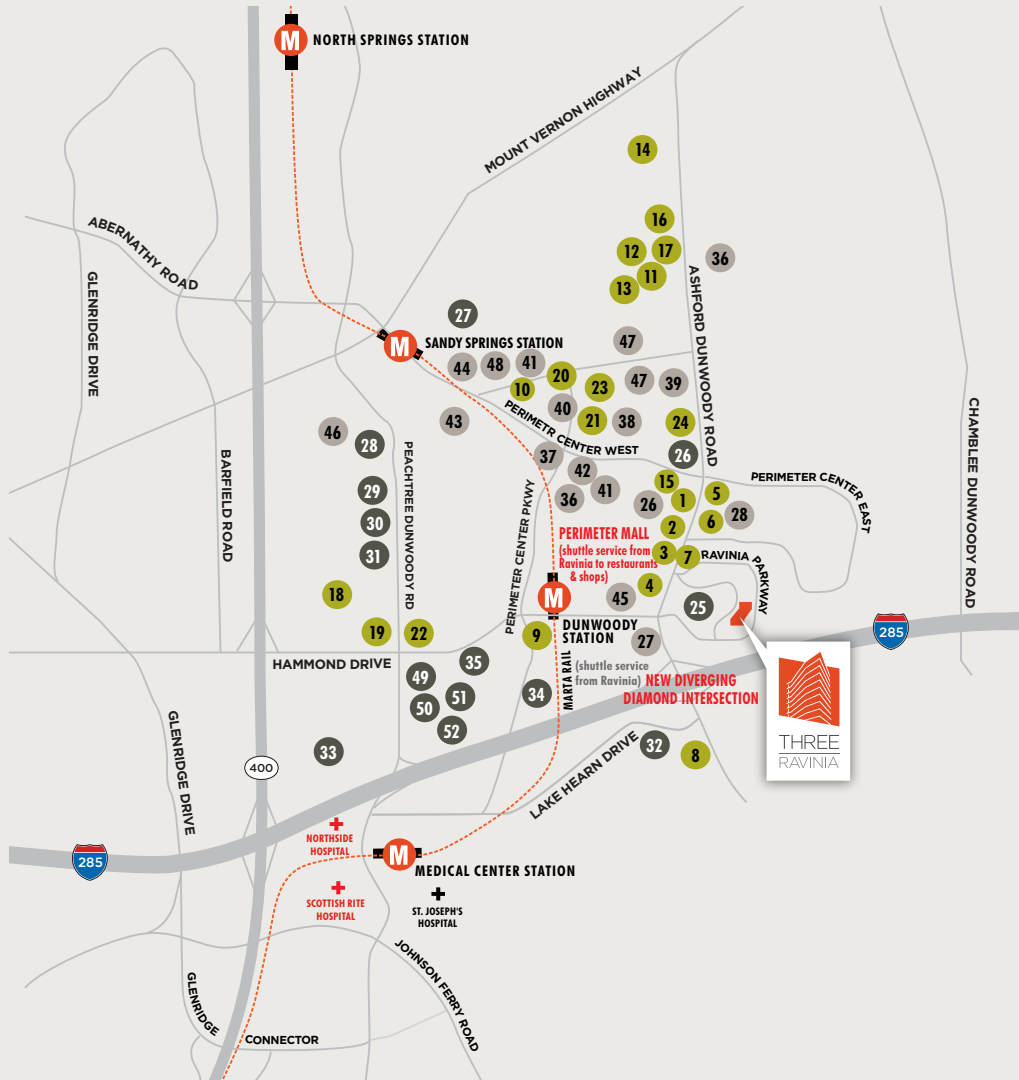 M
NORTH SPRINGS STATION
MOUNT VERNON HIGHWAY
14
ABERNATHY ROAD
16
12
17
36
11
13
GLENRIDGE DRIVE
ASHFORD DUNWOODY ROAD
27
M
SANDY SPRINGS STATION
47
44
48
41
20
10
23
47
39
40
21
38
24
PERIMETR CENTER WEST
46
28
43
37
26
CHAMBLEE DUNWOODY ROAD
BARFIELD ROAD
PEACHTREE DUNWOODY RD
42
15
PERIMETER CENTER EAST
29
36
41
26
1
5
30
2
6
28
31
PERIMETER CENTER PKWY
PERIMETER MALL
(shuttle service from
Ravinia to restaurants
& shops)
3
7
RAVINIA PARKWAY
18
M
45
4
25
19
22
9
DUNWOODY
STATION
27
285
HAMMOND DRIVE
35
(shuttle service
from Ravinia)
MARTA RAIL
49
34
NEW DIVERGING
DIAMOND INTERSECTION
50
51
52
THREE
RAVINIA
GLENRIDGE DRIVE
33
400
LAKE HEARN DRIVE
32
8
NORTHSIDE
HOSPITAL
285
M
MEDICAL CENTER STATION
SCOTTISH RITE
HOSPITAL
ST. JOSEPH'S
HOSPITAL
JOHNSON FERRY ROAD
GLENRIDGE
CONNECTOR